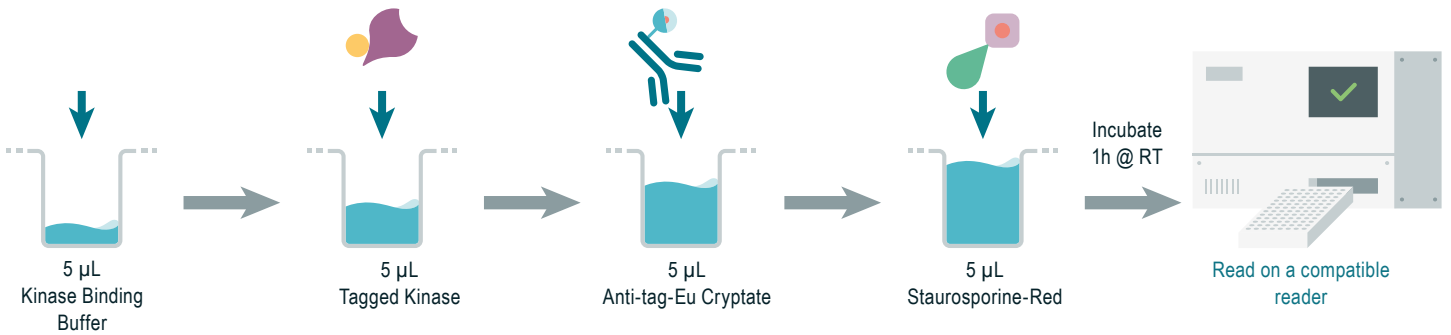 5 µL
Kinase Binding
Buffer
5 µL
Tagged Kinase
5 µL
Anti-tag-Eu Cryptate
5 µL
Staurosporine-Red
Incubate
1h @ RT
Read on a compatible
reader